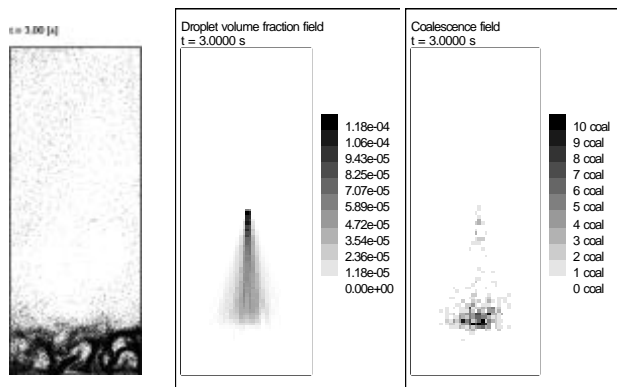 t = 3.00 [s]
Droplet volume fraction field
t = 3.0000 s
1.18e-04
1.06e-04
9.43e-05
8.25e-05
7.07e-05
5.89e-05
4.72e-05
3.54e-05
2.36e-05
1.18e-05
0.00e+00
Coalescence field
t = 3.0000 s
10 coal
9 coal
8 coal
7 coal
6 coal
5 coal
4 coal
3 coal
2 coal
1 coal
0 coal